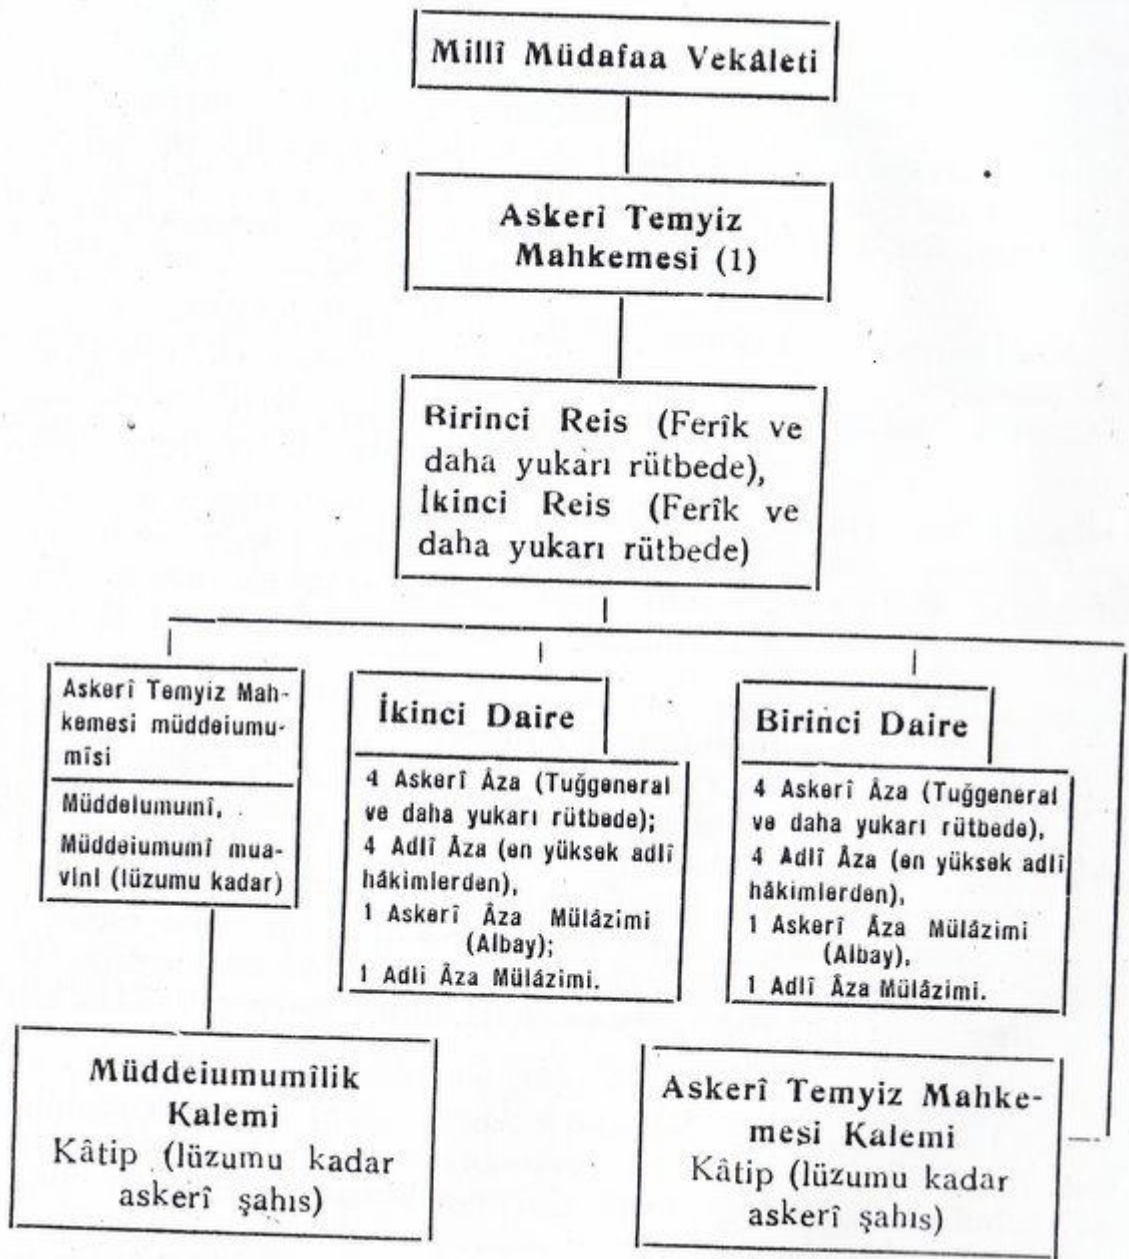 Millî Müdafaa Vekâleti
Askerî Temyiz
Mahkemesi (1)
Birinci Reis (Ferîk ve
daha yukarı rütbede),
İkinci Reis (Ferîk ve
daha yukarı rütbede)
Askerî Temyiz Mah-
kemesi müddeiumu-
mîsi
Müddeiumumî,
Müddeiumumî mua-
vini (lüzumu kadar)
İkinci Daire
4 Askerî Âza (Tuğgeneral
ve daha yukarı rütbede);
4 Adlî Âza (en yüksek adlî
hâkimlerden),
1 Askerî Âza Mülâzimi
(Albay);
1 Adli Âza Mülâzimi.
Birinci Daire
4 Askerî Âza (Tuğgeneral
ve daha yukarı rütbede),
4 Adlî Âza (en yüksek adlî
hâkimlerden),
1 Askerî Âza Mülâzimi
(Albay),
1 Adlî Âza Mülâzimi.
Müddeiumumîlik
Kalemi
Kâtip (lüzumu kadar
askerî şahıs)
Askerî Temyiz Mahke-
mesi Kalemi
Kâtip (lüzumu kadar
askerî şahıs)